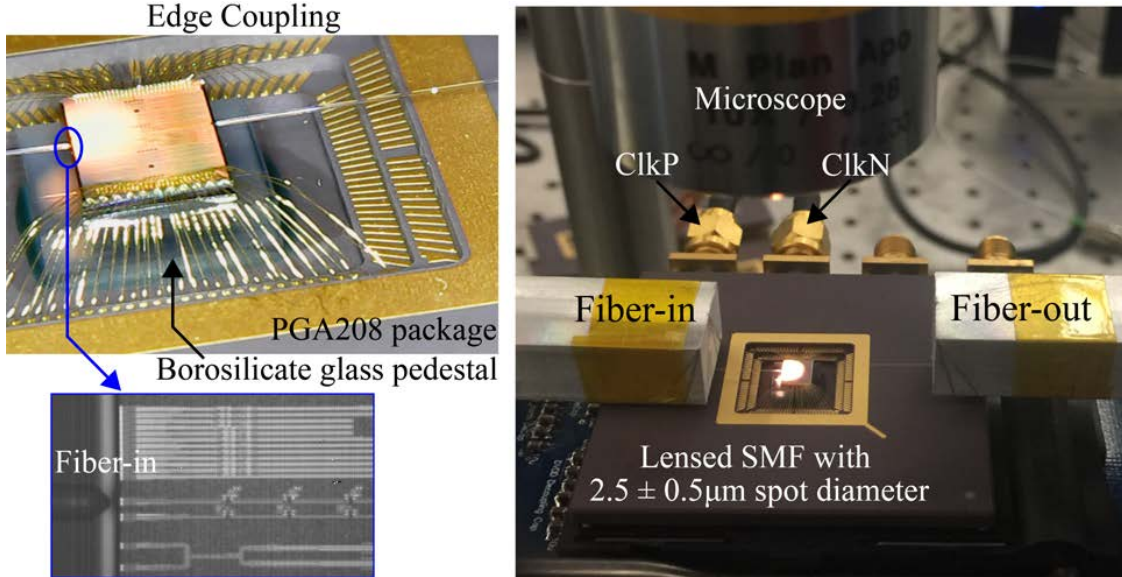 Edge Coupling
PGA208 package
Borosilicate glass pedestal
Fiber-in
M Plan Apo
Microscope
ClkP
ClkN
Fiber-in
Fiber-out
Lensed SMF with
2.5 ± 0.5μm spot diameter